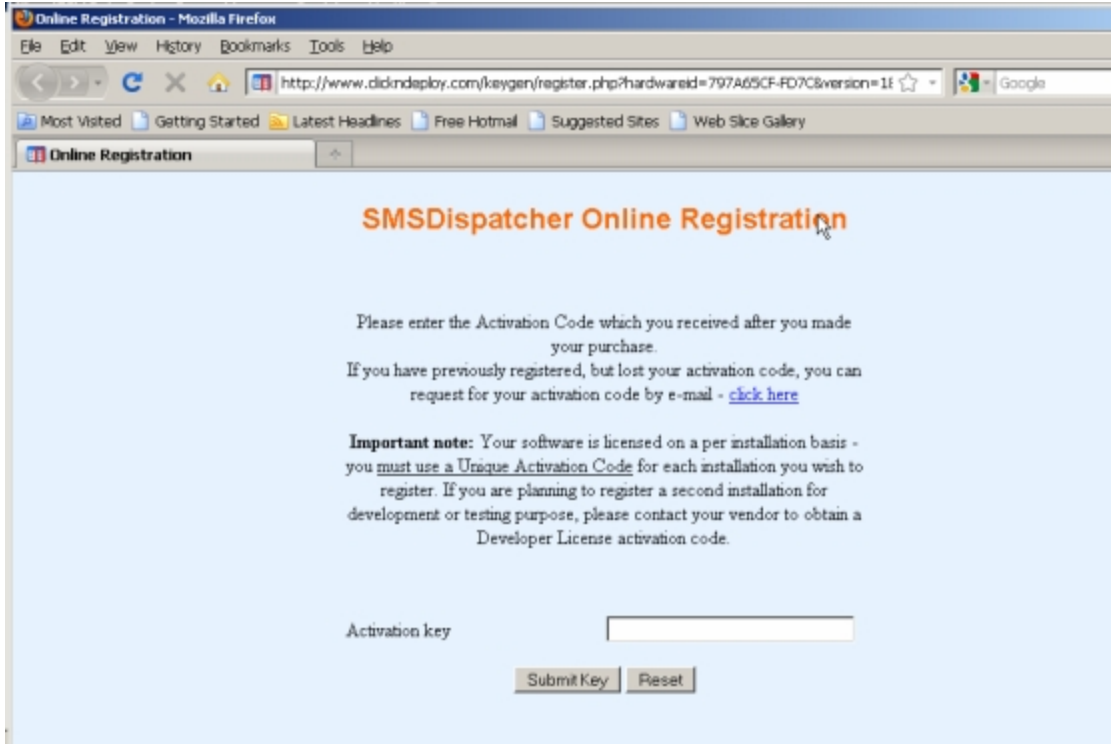 Online Registration - Mozilla Firefox
File Edit View History Bookmarks Tools Help
http://www.clickndeploy.com/keygen/register.php?hardwareid=797A65CF-FD7C&version=18 Google
Most Visited Getting Started Latest Headlines Free Hotmail Suggested Sites Web Slice Gallery
Online Registration
SMSDispatcher Online Registration
Please enter the Activation Code which you received after you made
your purchase.
If you have previously registered, but lost your activation code, you can
request for your activation code by e-mail - click here
Important note: Your software is licensed on a per installation basis -
you must use a Unique Activation Code for each installation you wish to
register. If you are planning to register a second installation for
development or testing purpose, please contact your vendor to obtain a
Developer License activation code.
Activation key
Submit Key Reset